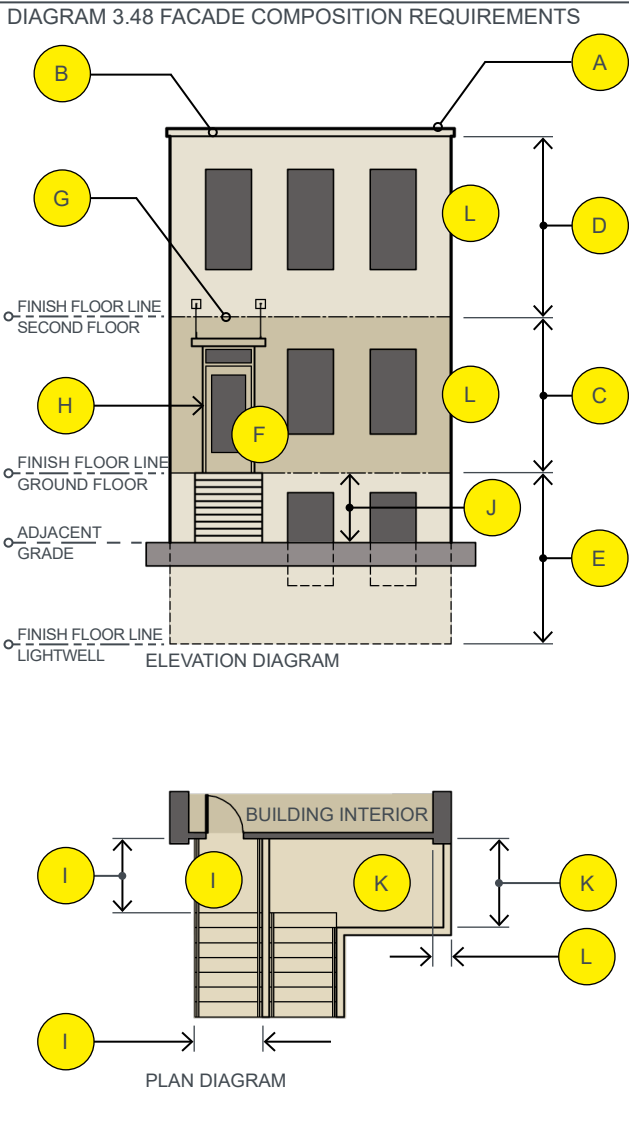 DIAGRAM 3.48 FACADE COMPOSITION REQUIREMENTS
B
A
G
L
D
FINISH FLOOR LINE
SECOND FLOOR
H
F
L
C
FINISH FLOOR LINE
GROUND FLOOR
J
ADJACENT
GRADE
E
FINISH FLOOR LINE
LIGHTWELL
ELEVATION DIAGRAM
BUILDING INTERIOR
I
I
K
K
L
I
PLAN DIAGRAM